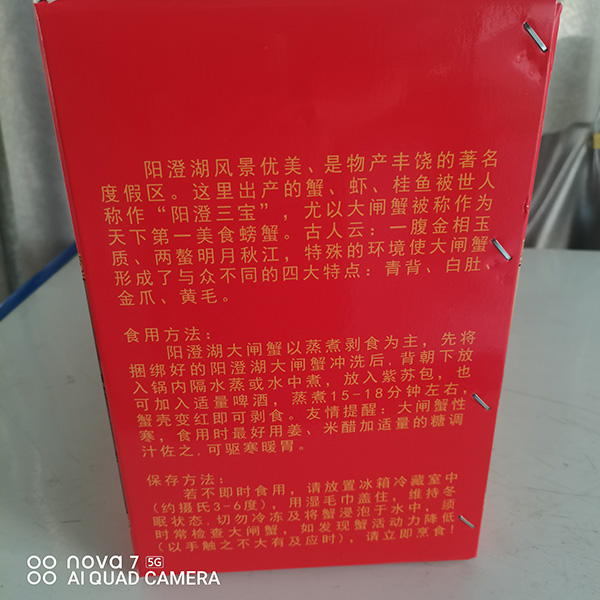 阳澄湖风景优美、是物产丰饶的著名
度假区。这里出产的蟹、虾、桂鱼被世人
称作“阳澄三宝”，尤以大闸蟹被称作为
天下第一美食螃蟹。古人云：一腹金相玉
质、两螯明月秋江，特殊的环境使大闸蟹
形成了与众不同的四大特点：青背、白肚、
金爪、黄毛。
食用方法：
阳澄湖大闸蟹以蒸煮剥食为主，先将
捆绑好的阳澄湖大闸蟹冲洗后，背朝下放
入锅内隔水蒸或水中煮，放入紫苏包，也
可加入适量啤酒，蒸煮15-18分钟左右，
蟹壳变红即可剥食。友情提醒：大闸蟹性
寒，食用时最好用姜、米醋加适量的糖调
汁佐之，可驱寒暖胃。
保存方法：
若不即时食用，请放置冰箱冷藏室中
(约摄氏3-6度)，用湿毛巾盖住，维持冬
眠状态，切勿冷冻及将蟹浸泡于水中，须
时常检查大闸蟹，如发现蟹活动力降低
(以手触之不大有及应时)，请立即烹食!
nova 7 5G
AI QUAD CAMERA